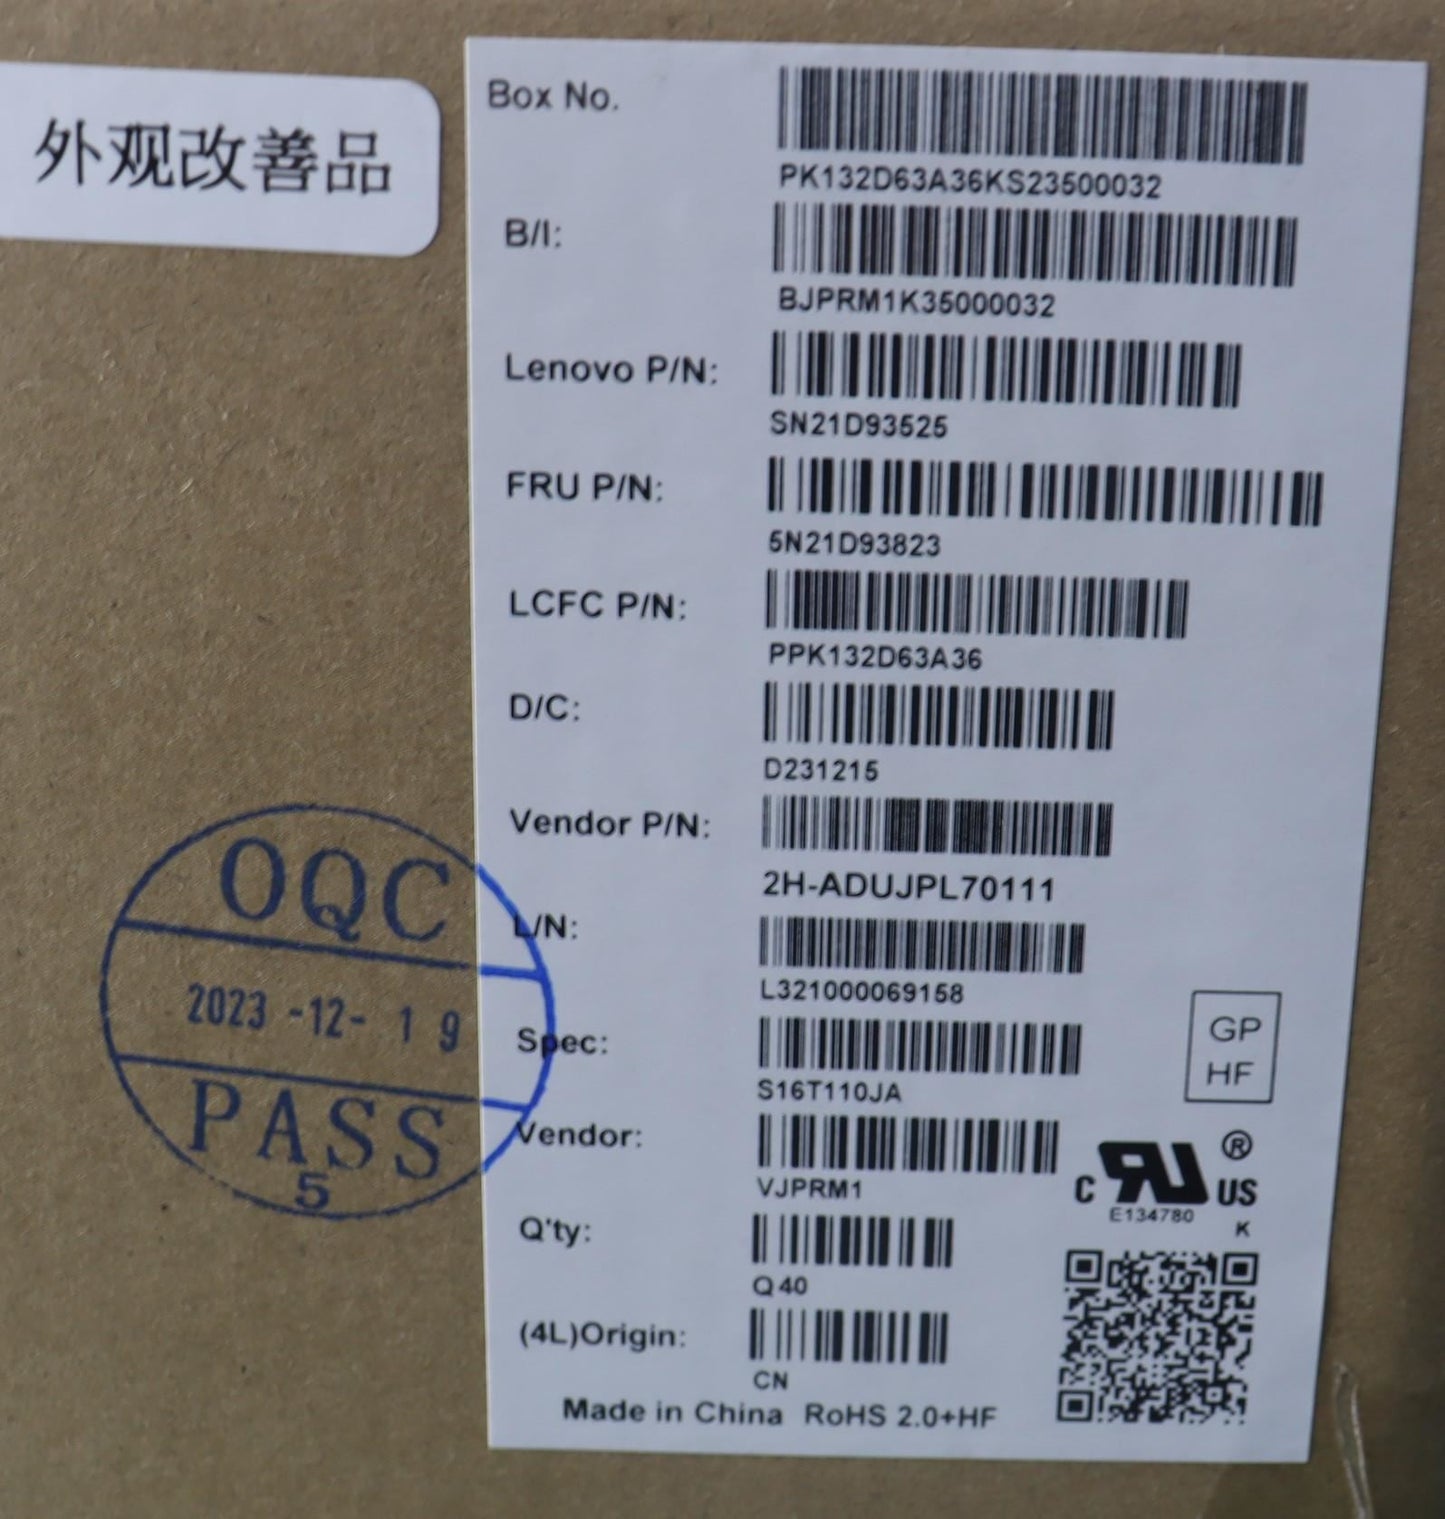 外观改善品
Box No.
PK132D63A36KS23500032
B/I:
BJPRM1K35000032
Lenovo P/N:
SN21D93525
FRU P/N:
5N21D93823
LCFC P/N:
PPK132D63A36
D/C:
D231215
Vendor P/N:
2H-ADUJPL70111
L/N:
L321000069158
Spec:
S16T110JA
Vendor:
VJPRM1
Q'ty:
Q40
(4L)Origin:
CN
Made in China RoHS 2.0+HF
GP
HF
c RU ® US
E134780
K
OQC
2023-12-19
PASS
5